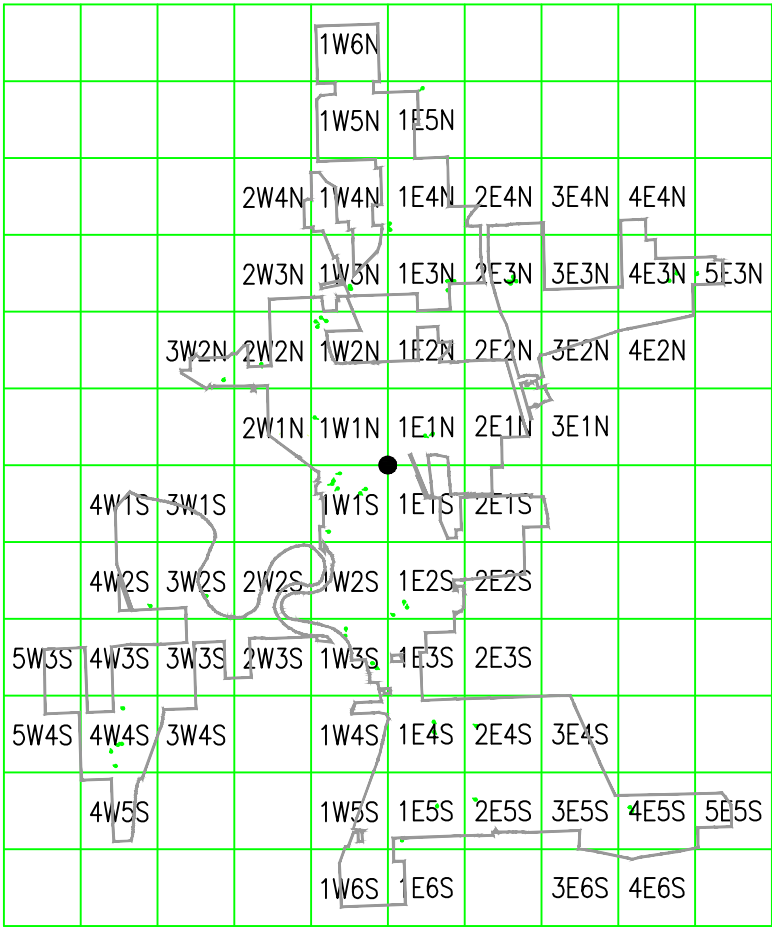 1W6N
1W5N 1E5N
2W4N 1W4N 1E4N 2E4N 3E4N 4E4N
2W3N 1W3N 1E3N 2E3N 3E3N 4E3N 5E3N
3W2N 2W2N 1W2N 1E2N 2E2N 3E2N 4E2N
2W1N 1W1N 1E1N 2E1N 3E1N
4W1S 3W1S 1W1S 1E1S 2E1S
4W2S 3W2S 2W2S 1W2S 1E2S 2E2S
5W3S 4W3S 3W3S 2W3S 1W3S 1E3S 2E3S
5W4S 4W4S 3W4S 1W4S 1E4S 2E4S 3E4S
4W5S 1W5S 1E5S 2E5S 3E5S 4E5S 5E5S
1W6S 1E6S 3E6S 4E6S